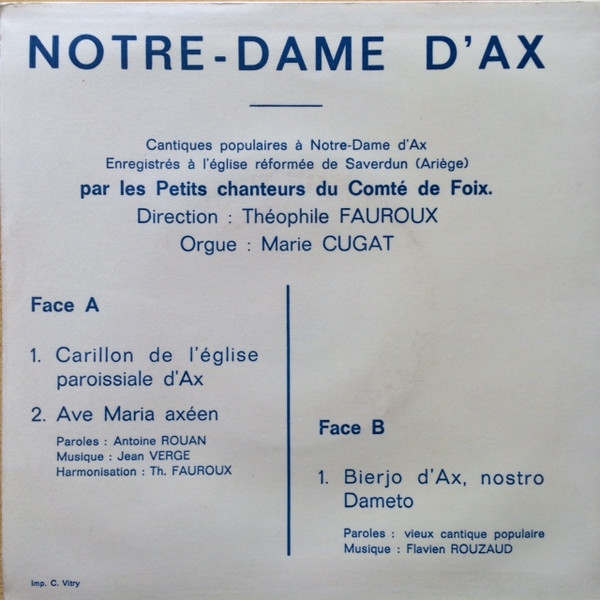 NOTRE-DAME D'AX
Cantiques populaires à Notre-Dame d'Ax
Enregistrés à l'église réformée de Saverdun (Ariège)
par les Petits chanteurs du Comté de Foix.
Direction : Théophile FAUROUX
Orgue : Marie CUGAT
Face A
1. Carillon de l'église
paroissiale d'Ax
2. Ave Maria axéen
Paroles : Antoine ROUAN
Musique : Jean VERGE
Harmonisation : Th. FAUROUX
Face B
1. Bierjo d'Ax, nostro
Dameto
Paroles : vieux cantique populaire
Musique : Flavien ROUZAUD
Imp. C. Vitry